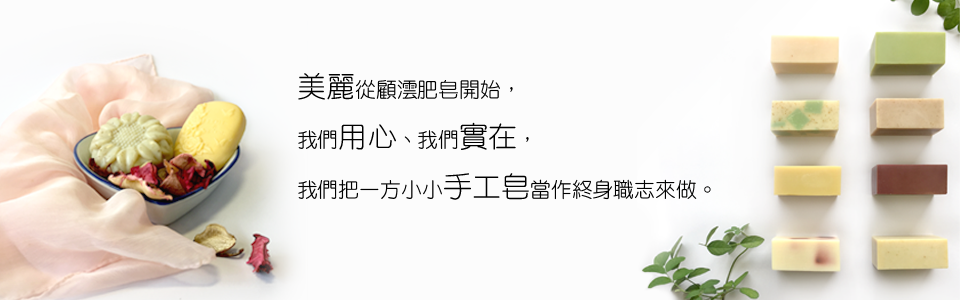 美麗從顧澐肥皂開始，
我們用心、我們實在，
我們把一方小小手工皂當作終身職志來做。